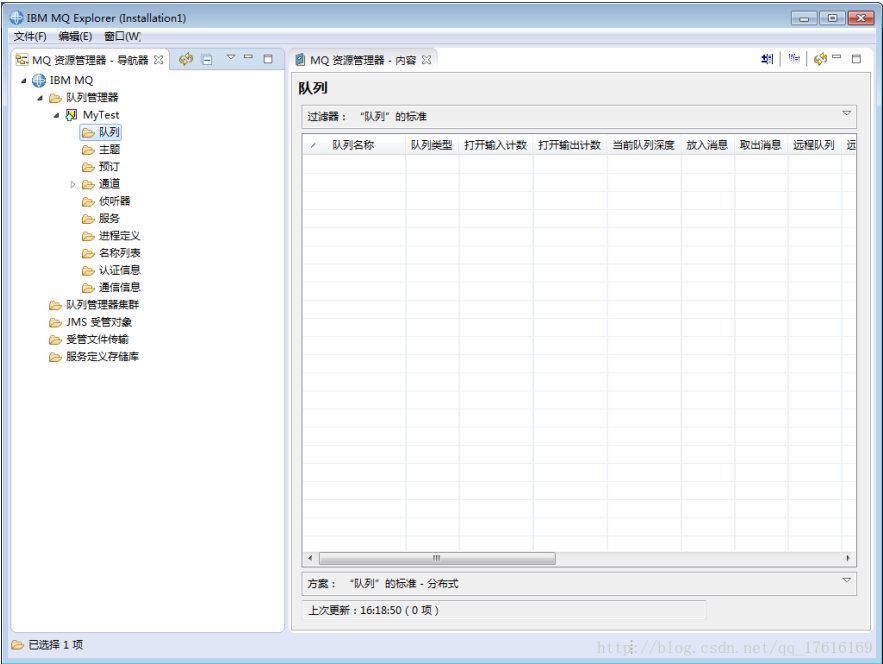 IBM MQ Explorer (Installation1)
文件(F) 编辑(E) 窗口(W)
MQ 资源管理器 - 导航器
IBM MQ
队列管理器
MyTest
队列
主题
预订
通道
侦听器
服务
进程定义
名称列表
认证信息
通信信息
队列管理器集群
JMS 受管对象
受管文件传输
服务定义存储库
MQ 资源管理器 - 内容
队列
过滤器： “队列”的标准
队列名称 队列类型 打开输入计数 打开输出计数 当前队列深度 放入消息 取出消息 远程队列 远
方案： “队列”的标准 - 分布式
上次更新：16:18:50 ( 0 项 )
已选择 1 项
http://blog.csdn.net/qq_17616169